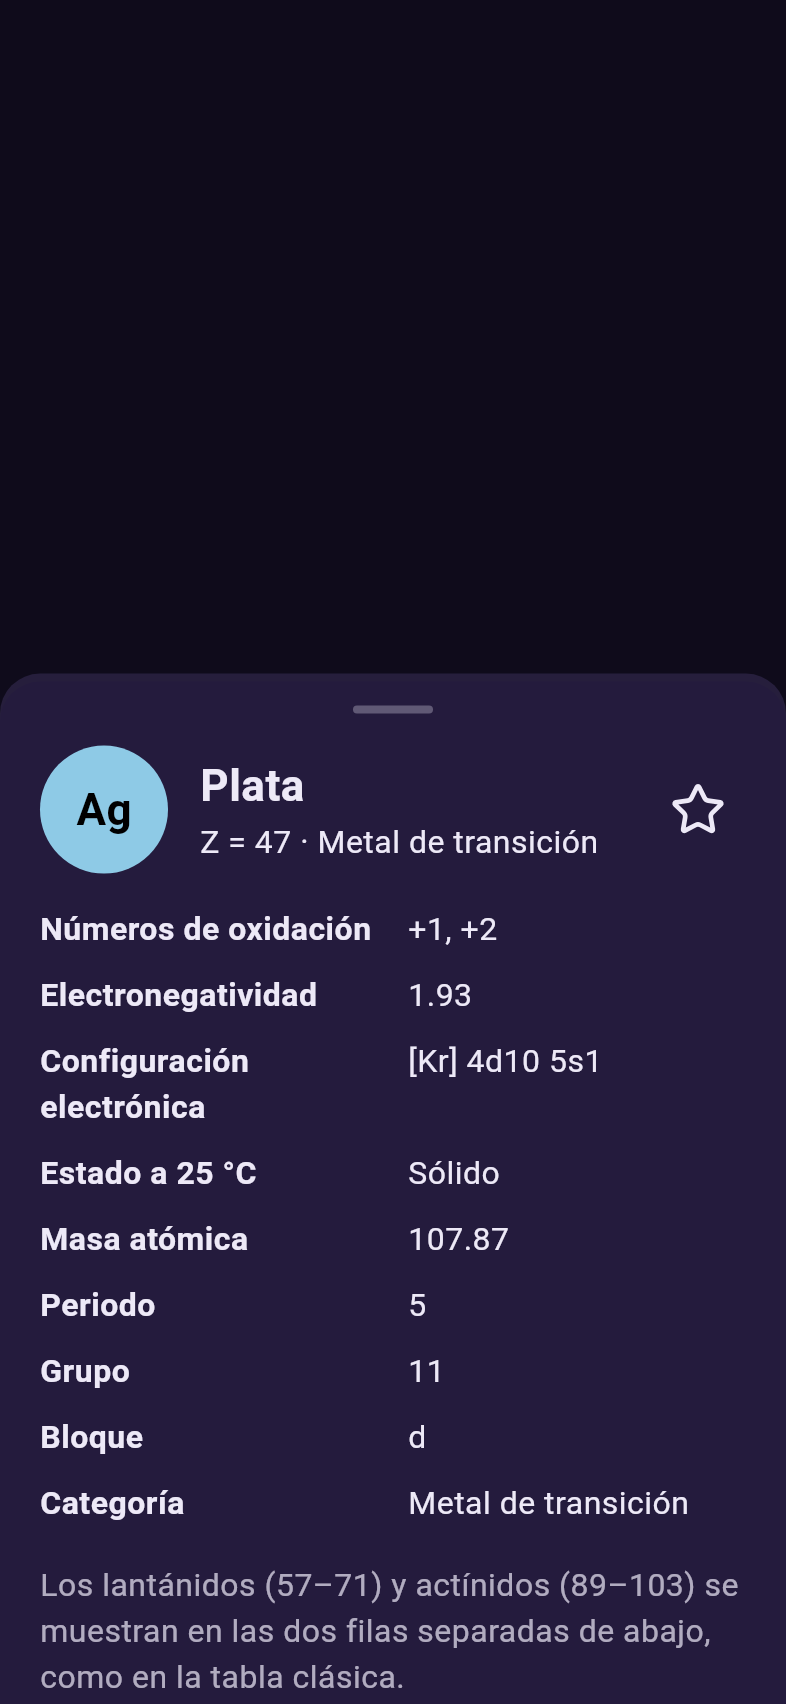 Ag
Plata
Z = 47 · Metal de transición
Números de oxidación +1, +2
Electronegatividad 1.93
Configuración electrónica [Kr] 4d10 5s1
Estado a 25 °C Sólido
Masa atómica 107.87
Periodo 5
Grupo 11
Bloque d
Categoría Metal de transición
Los lantánidos (57–71) y actínidos (89–103) se
muestran en las dos filas separadas de abajo,
como en la tabla clásica.